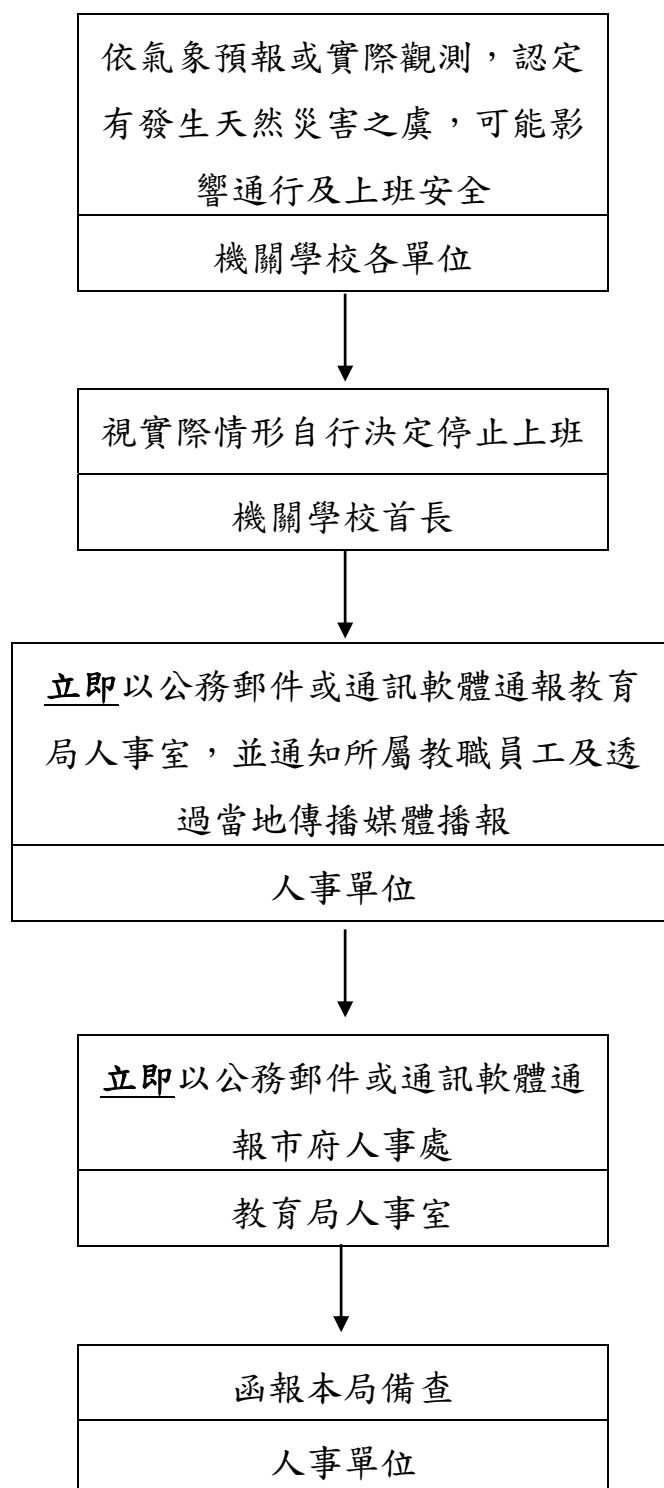 依氣象預報或實際觀測，認定
有發生天然災害之虞，可能影
響通行及上班安全
機關學校各單位
視實際情形自行決定停止上班
機關學校首長
立即以公務郵件或通訊軟體通報教育
局人事室，並通知所屬教職員工及透
過當地傳播媒體播報
人事單位
立即以公務郵件或通訊軟體通
報市府人事處
教育局人事室
函報本局備查
人事單位